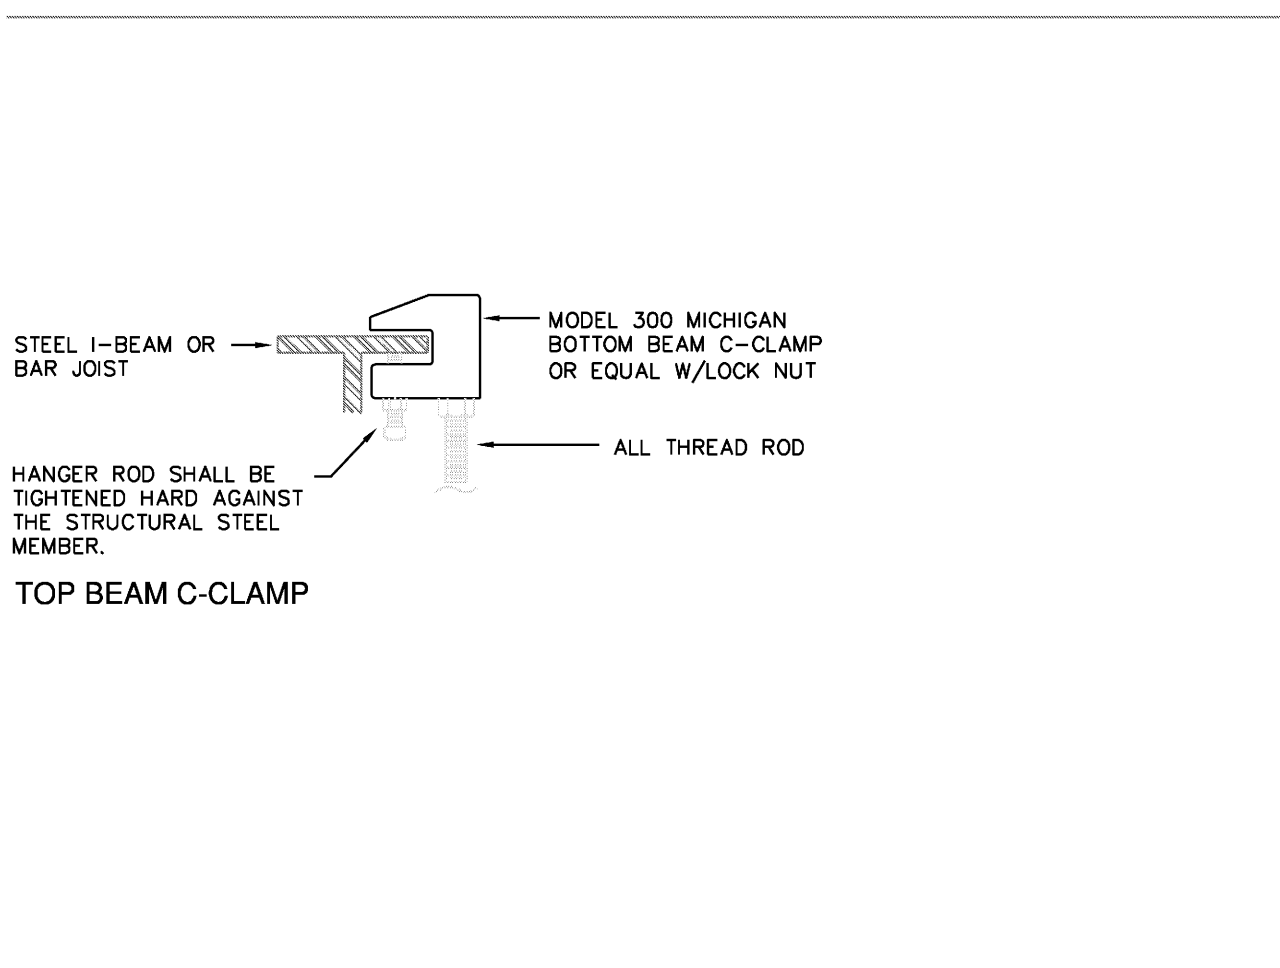 STEEL I-BEAM OR
BAR JOIST
MODEL 300 MICHIGAN
BOTTOM BEAM C-CLAMP
OR EQUAL W/LOCK NUT
ALL THREAD ROD
HANGER ROD SHALL BE
TIGHTENED HARD AGAINST
THE STRUCTURAL STEEL
MEMBER.
TOP BEAM C-CLAMP